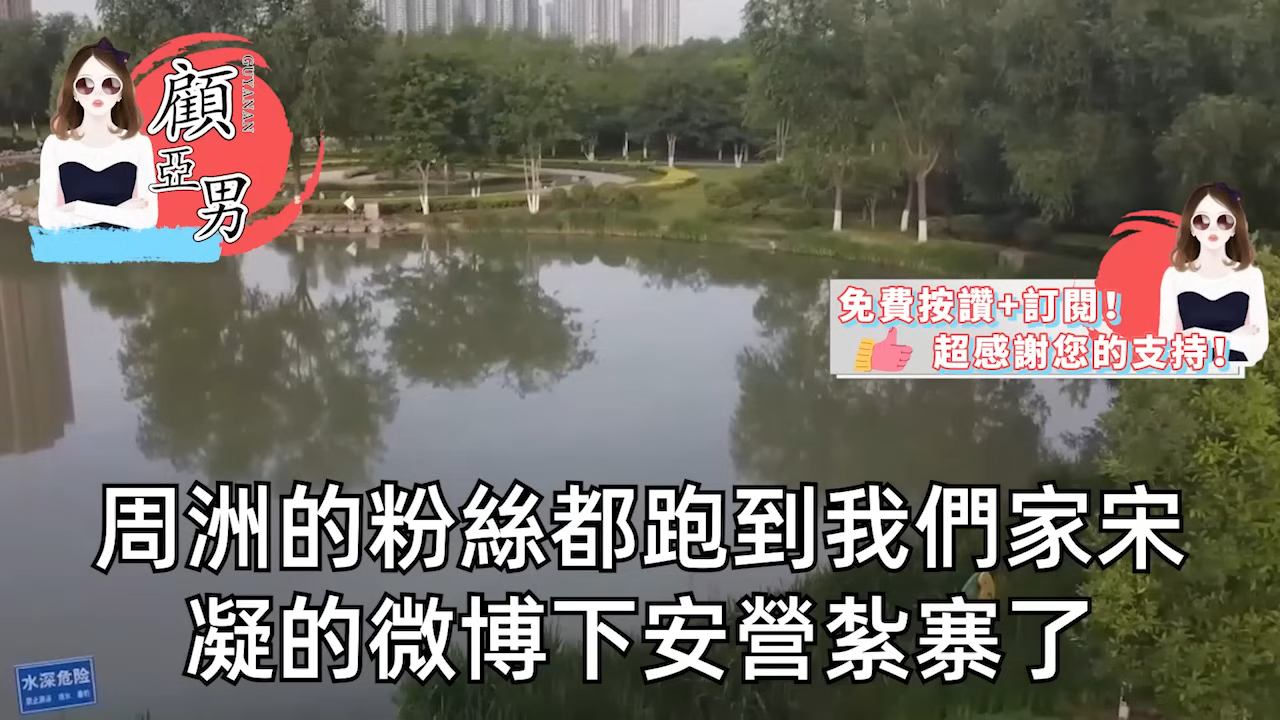 顧亞男
GUYANAN
免費按讚+訂閱!
超感謝您的支持!
周洲的粉絲都跑到我們家宋
凝的微博下安營紮寨了
水深危险